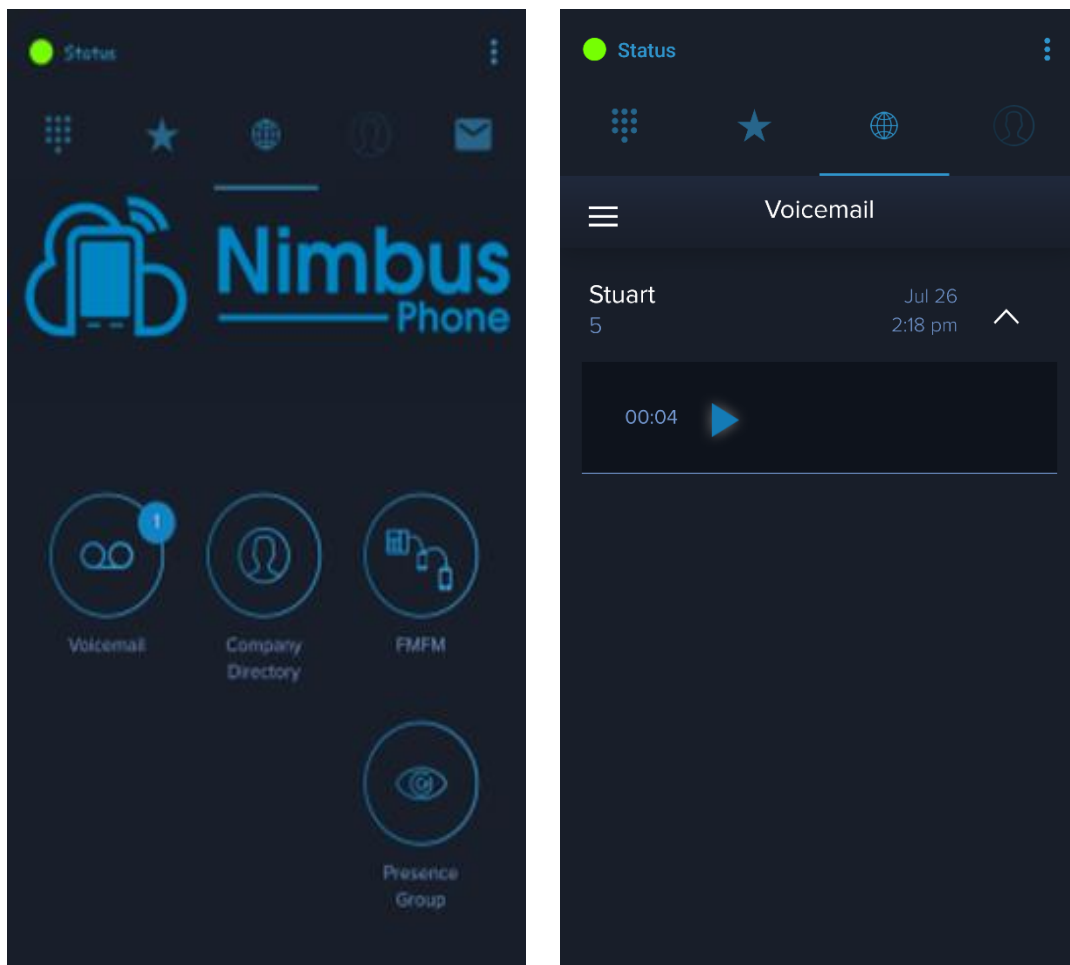 Status
Nimbus
Phone
1
Voicemail
Company
Directory
FMFM
Presence
Group
Status
Voicemail
Stuart
Jul 26
5
2:18 pm
00:04